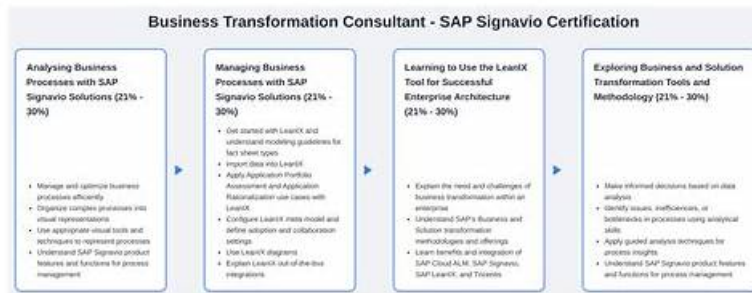 Business Transformation Consultant - SAP Signavio Certification
Analysing Business
Processes with SAP
Signavio Solutions (21% -
30%)
Manage and optimize business
processes efficiently
Organize complex processes into
visual representations
Use appropriate visual tools and
techniques to represent processes
Understand SAP Signavio product
features and functions for process
management
Managing Business
Processes with SAP
Signavio Solutions (21% -
30%)
Get started with LeanIX and
understand modeling guidelines for
fact sheet types
Import data into LeanIX
Apply Application Portfolio
Assessment and Application
Rationalization use cases with
LeanIX
Configure LeanIX meta model and
define adoption and collaboration
settings
Use LeanIX diagrams
Explain LeanIX out-of-the-box
integrations
Learning to Use the LeanIX
Tool for Successful
Enterprise Architecture
(21% - 30%)
Explain the need and challenges of
business transformation within an
enterprise
Understand SAP's Business and
Solution transformation
methodologies and offerings
Learn benefits and integration of
SAP Cloud ALM, SAP Signavio,
SAP LeanIX, and Tricentis
Exploring Business and Solution
Transformation Tools and
Methodology (21% - 30%)
Make informed decisions based on data
analysis
Identify issues, inefficiencies, or
bottlenecks in processes using analytical
skills
Apply guided analysis techniques for
process insights
Understand SAP Signavio product features
and functions for process management